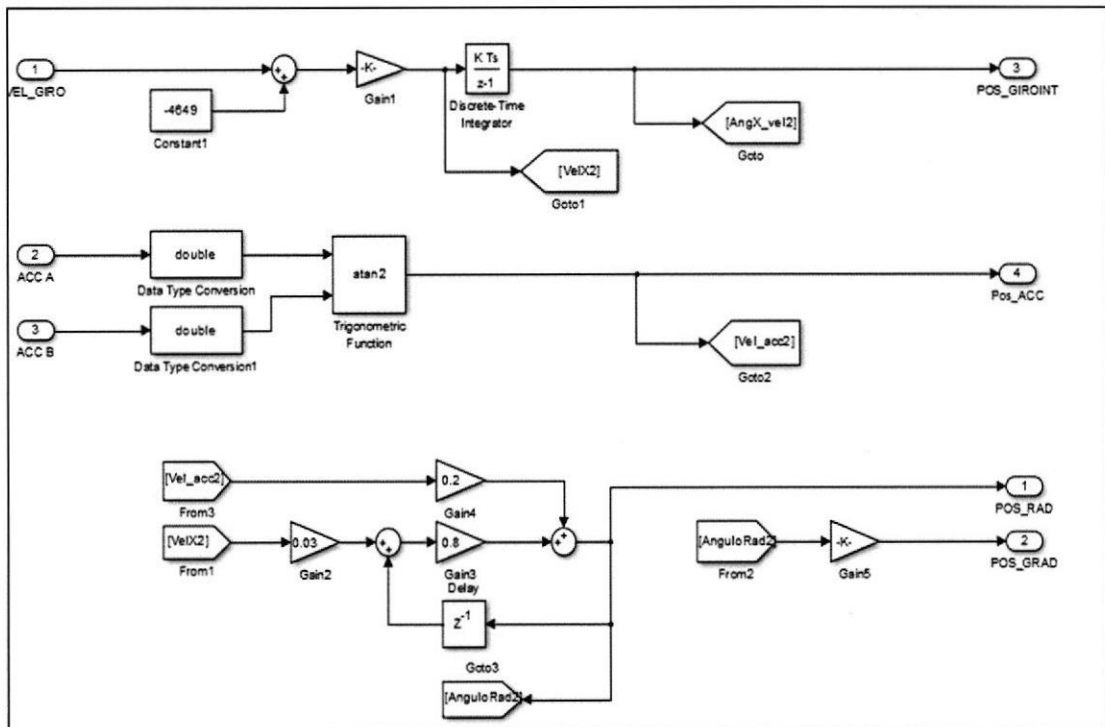 1
VEL_GIRO
-4649
Constant1
-K-
Gain1
K Ts
z-1
Discrete-Time
Integrator
3
POS_GIROINT
[AngX_vel2]
Goto
[VelX2]
Goto1
2
ACC A
double
Data Type Conversion
atan2
Trigonometric
Function
3
ACC B
double
Data Type Conversion1
4
Pos_ACC
[Vel_acc2]
Goto2
[Vel_acc2]
From3
0.2
Gain4
1
POS_RAD
[VelX2]
From1
0.03
Gain2
0.8
Gain3
Delay
z-1
[AnguloRad2]
From2
-K-
Gain5
2
POS_GRAD
Goto3
[AnguloRad2]